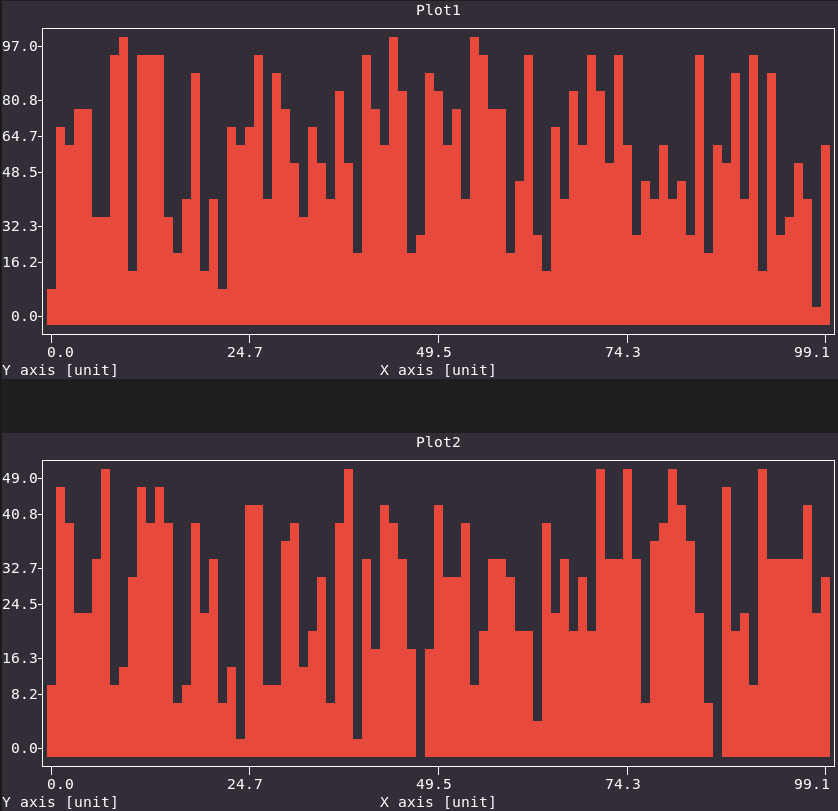 Plot1
97.0
80.8
64.7
48.5
32.3
16.2
0.0
0.0 24.7 49.5 74.3 99.1
Y axis [unit] X axis [unit]
Plot2
49.0
40.8
32.7
24.5
16.3
8.2
0.0
0.0 24.7 49.5 74.3 99.1
Y axis [unit] X axis [unit]